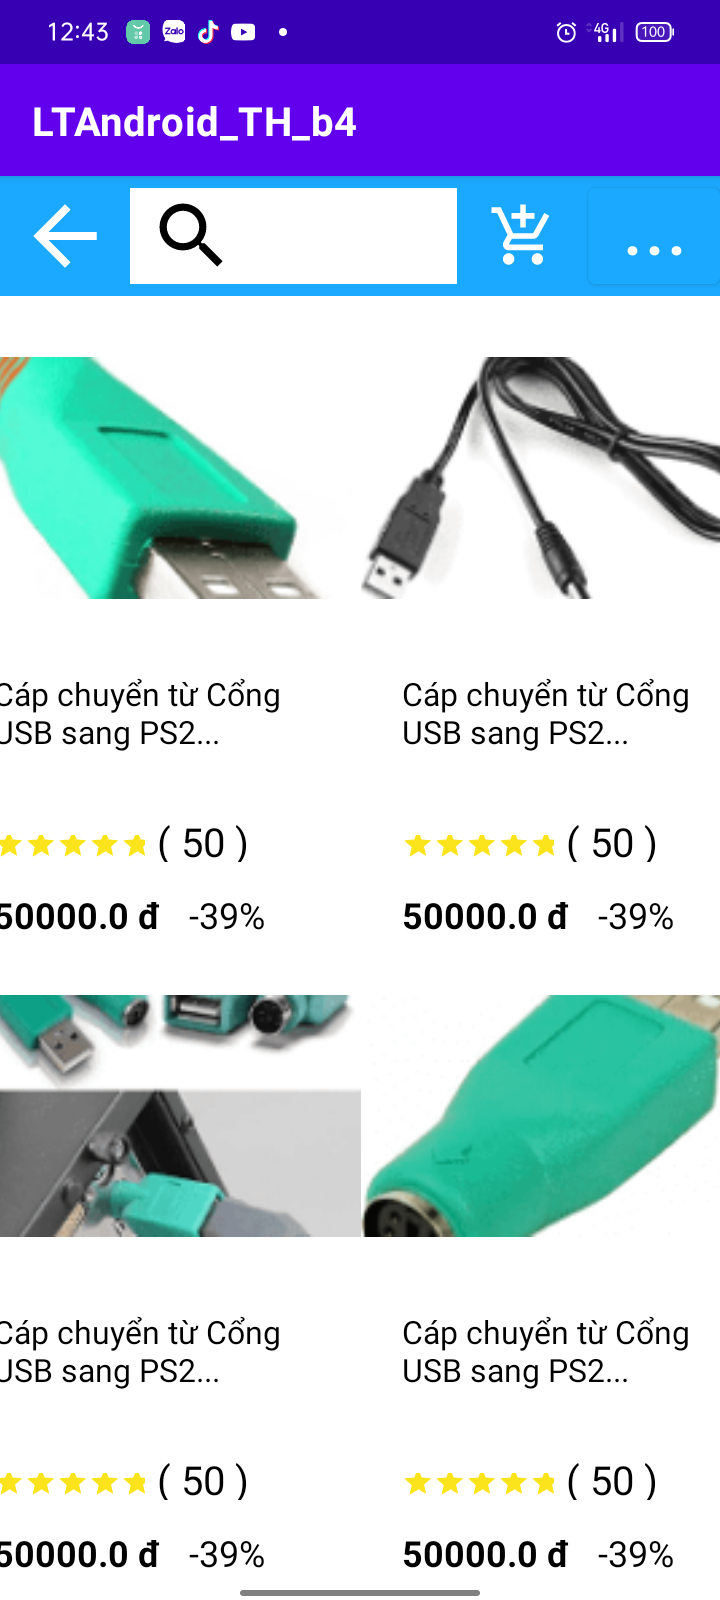 12:43 Zalo 4G 100
LTAndroid_TH_b4
...
Cáp chuyển từ Cổng
USB sang PS2...
Cáp chuyển từ Cổng
USB sang PS2...
( 50 )
( 50 )
50000.0 đ -39%
50000.0 đ -39%
Cáp chuyển từ Cổng
USB sang PS2...
Cáp chuyển từ Cổng
USB sang PS2...
( 50 )
( 50 )
50000.0 đ -39%
50000.0 đ -39%